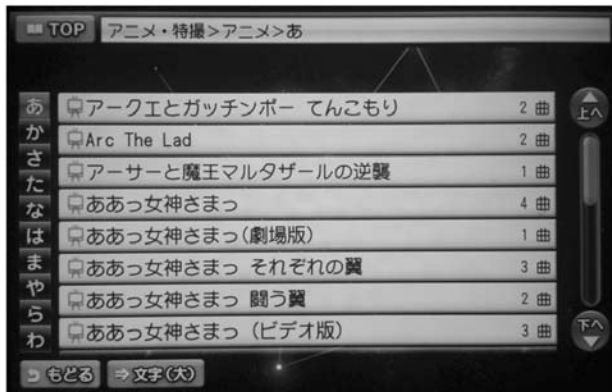 TOP アニメ・特撮>アニメ>あ
あ
か
さ
た
な
は
ま
や
ら
わ
アークエとガッチンポー てんこもり 2 曲
Arc The Lad 2 曲
アーサーと魔王マルタザールの逆襲 1 曲
ああっ女神さまっ 4 曲
ああっ女神さまっ(劇場版) 1 曲
ああっ女神さまっ それぞれの翼 3 曲
ああっ女神さまっ 闘う翼 2 曲
ああっ女神さまっ (ビデオ版) 3 曲
上へ
下へ
もどる ⇒文字(大)